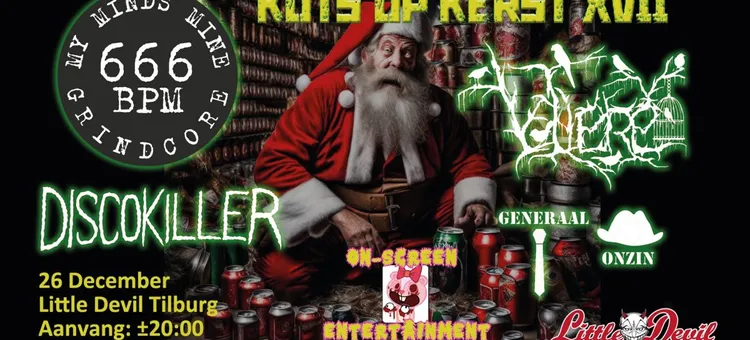 KOTS OP KERST XVII
MY MINDS MINE
666
BPM
GRINDCORE
DISCOKILLER
GENERAAL
ONZIN
26 December
Little Devil Tilburg
Aanvang: ±20:00
ON-SCREEN
ENTERTAINMENT
Little Devil